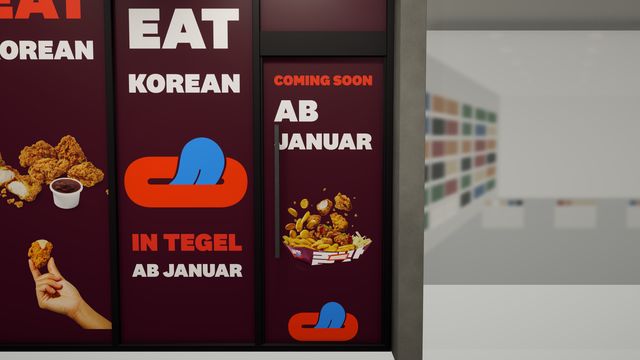 EAT
KOREAN
EAT
KOREAN
IN TEGEL
AB JANUAR
COMING SOON
AB
JANUAR